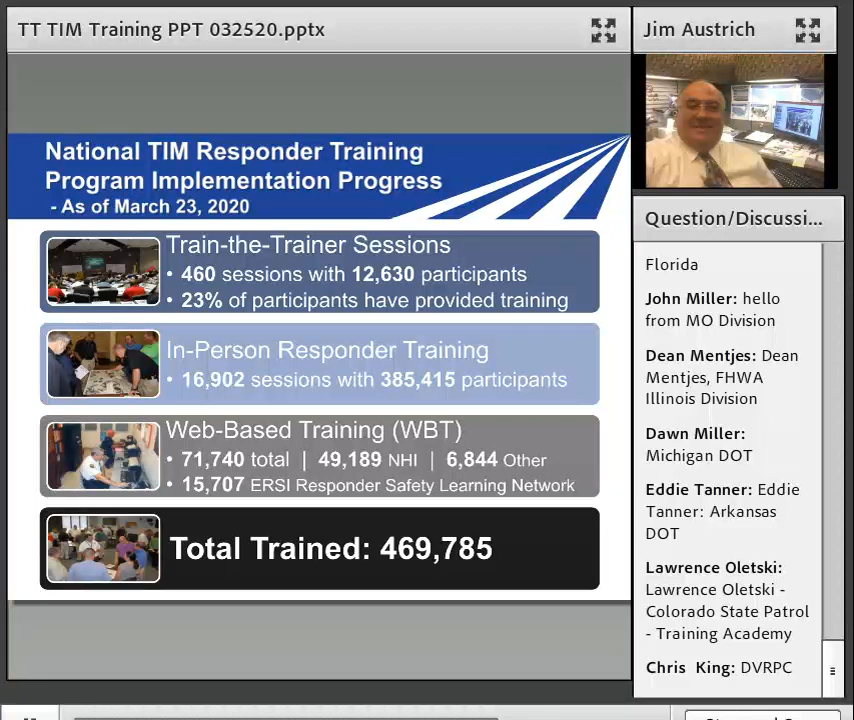 TT TIM Training PPT 032520.pptx
National TIM Responder Training
Program Implementation Progress
- As of March 23, 2020
Train-the-Trainer Sessions
• 460 sessions with 12,630 participants
• 23% of participants have provided training
In-Person Responder Training
• 16,902 sessions with 385,415 participants
Web-Based Training (WBT)
• 71,740 total | 49,189 NHI | 6,844 Other
• 15,707 ERSI Responder Safety Learning Network
Total Trained: 469,785
Jim Austrich
Question/Discussi...
Florida
John Miller: hello
from MO Division
Dean Mentjes: Dean
Mentjes, FHWA
Illinois Division
Dawn Miller:
Michigan DOT
Eddie Tanner: Eddie
Tanner: Arkansas
DOT
Lawrence Oletski:
Lawrence Oletski -
Colorado State Patrol
- Training Academy
Chris King: DVRPC